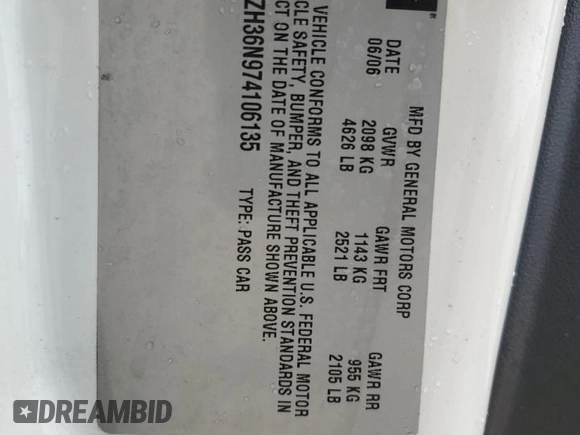 ®
MFD BY GENERAL MOTORS CORP
DATE GVWR GAWR FRT GAWR RR
06/06 2098 KG 1143 KG 955 KG
4626 LB 2521 LB 2105 LB
VEHICLE CONFORMS TO ALL APPLICABLE U.S. FEDERAL MOTOR
CLE SAFETY, BUMPER, AND THEFT PREVENTION STANDARDS IN
CT ON THE DATE OF MANUFACTURE SHOWN ABOVE.
ZH36N974106135 TYPE: PASS CAR
DREAMBID